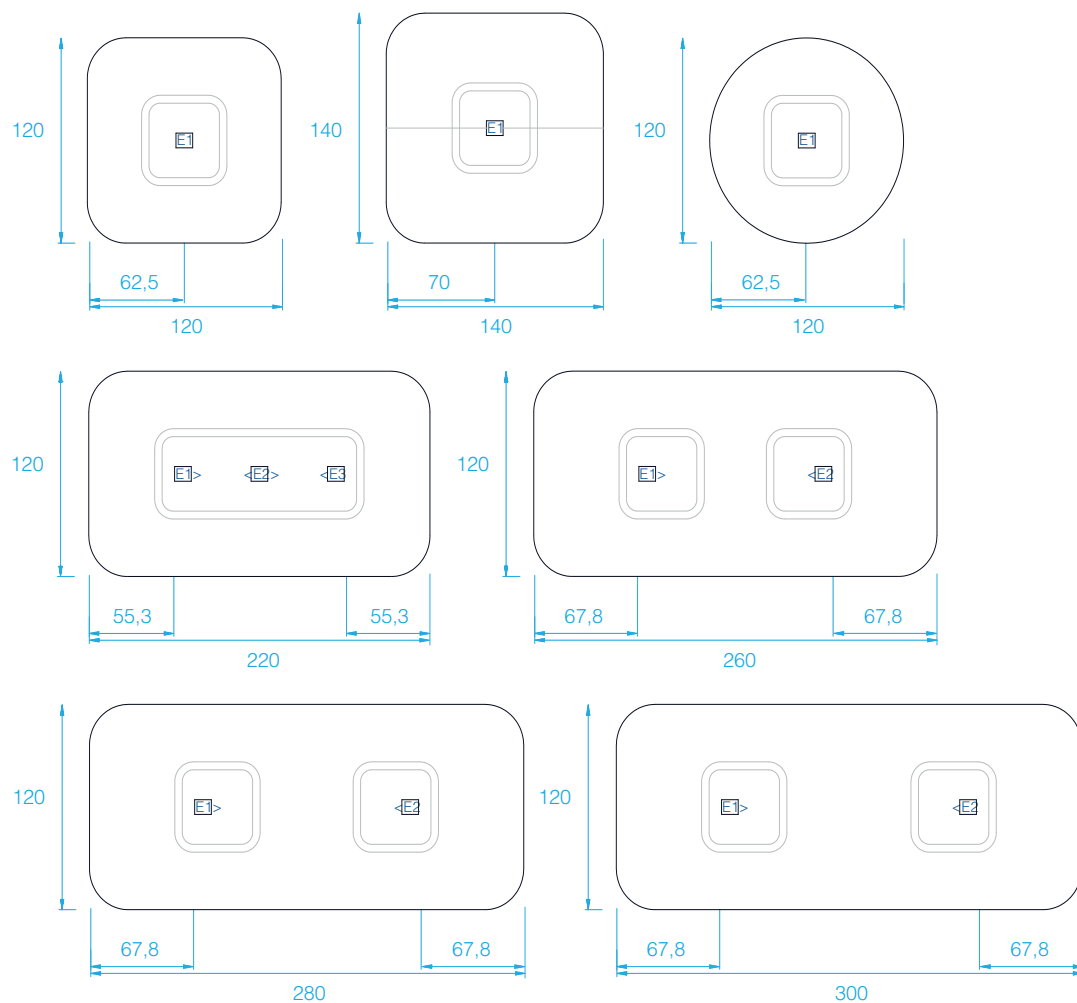 120 E1 140 E1 120 E1
62,5 70 62,5
120 140 120
120 E1> <E2> <E3 120 E1> <E2
55,3 55,3 67,8 67,8
220 260
120 E1> <E2 120 E1> <E2
67,8 67,8 67,8 67,8
280 300